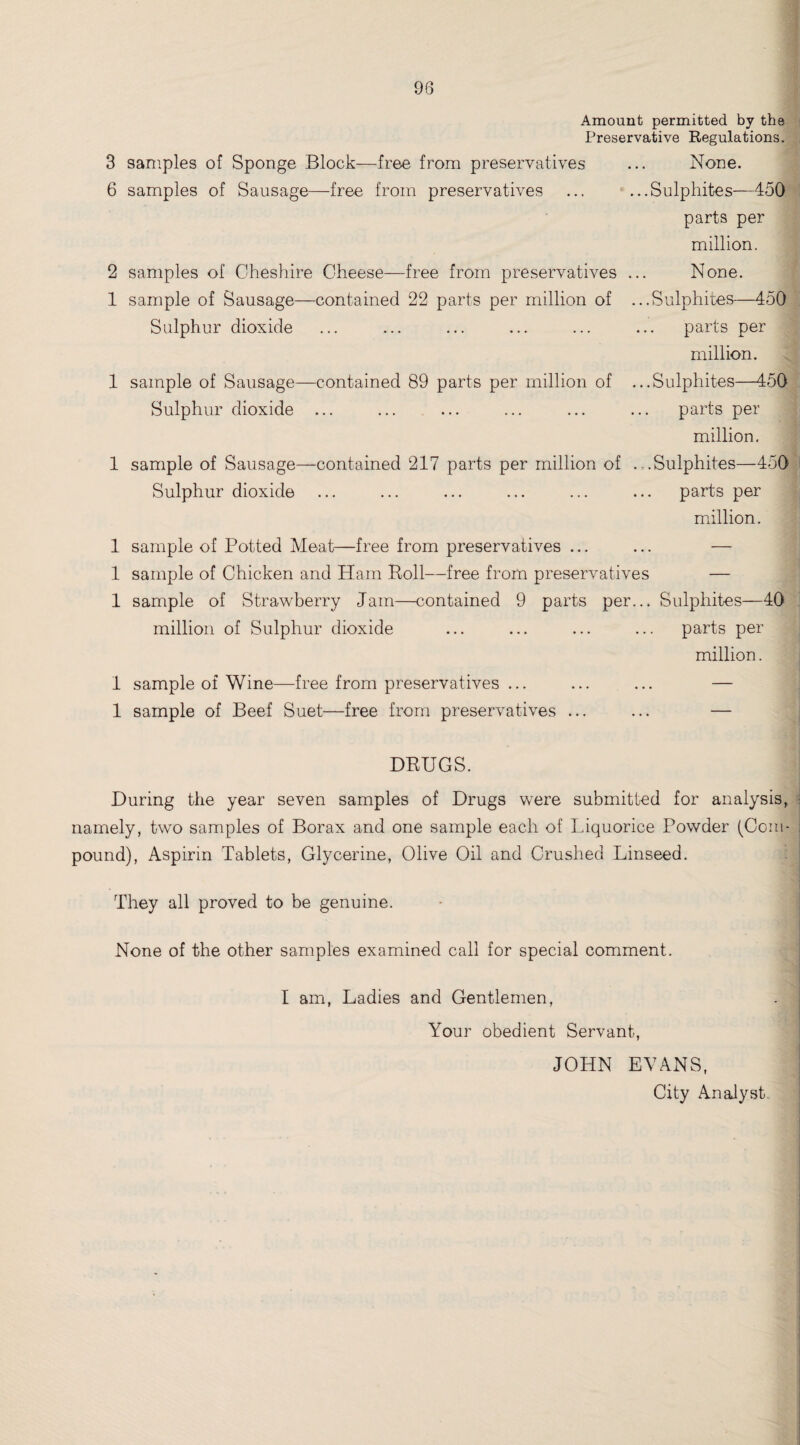 96
Amount permitted by the
Preservative Regulations.
3 samples of Sponge Block—free from preservatives ... None.
6 samples of Sausage—free from preservatives ... ...Sulphites—450
parts per
million.
2 samples of Cheshire Cheese—free from preservatives ... None.
1 sample of Sausage—contained 22 parts per million of ...Sulphites—450
Sulphur dioxide ... ... ... ... ... ... parts per
million.
1 sample of Sausage—contained 89 parts per million of ...Sulphites—450
Sulphur dioxide ... ... ... ... ... ... parts per
million.
1 sample of Sausage—contained 217 parts per million of ...Sulphites—450
Sulphur dioxide ... ... ... ... ... ... parts per
million.
1 sample of Potted Meat—free from preservatives ... ... —
1 sample of Chicken and Ham Roll—free from preservatives —
1 sample of Strawberry Jam—contained 9 parts per... Sulphites—40
million of Sulphur dioxide ... ... ... ... parts per
million.
1 sample of Wine—free from preservatives ... ... ... —
1 sample of Beef Suet—free from preservatives ... ... —
DRUGS.
During the year seven samples of Drugs were submitted for analysis,
namely, two samples of Borax and one sample each of Liquorice Powder (Com-
pound), Aspirin Tablets, Glycerine, Olive Oil and Crushed Linseed.
They all proved to be genuine.
None of the other samples examined call for special comment.
I am, Ladies and Gentlemen,
Your obedient Servant,
JOHN EVANS,
City Analyst.